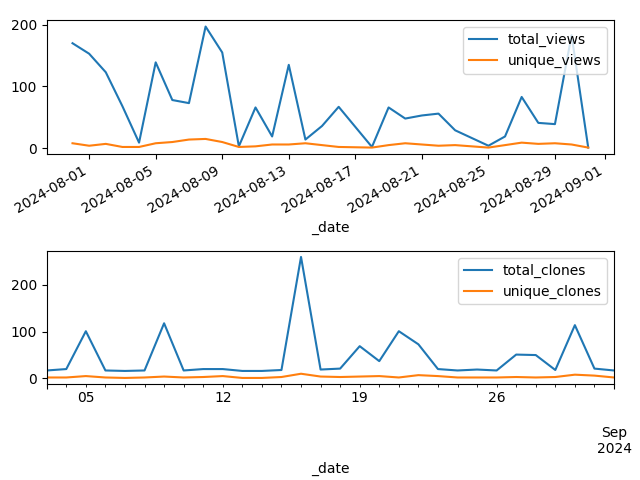 200
100
0
total_views
unique_views
2024-08-01
2024-08-05
2024-08-09
2024-08-13
2024-08-17
2024-08-21
2024-08-25
2024-08-29
2024-09-01
_date
200
100
0
total_clones
unique_clones
05
12
19
26
Sep
2024
_date